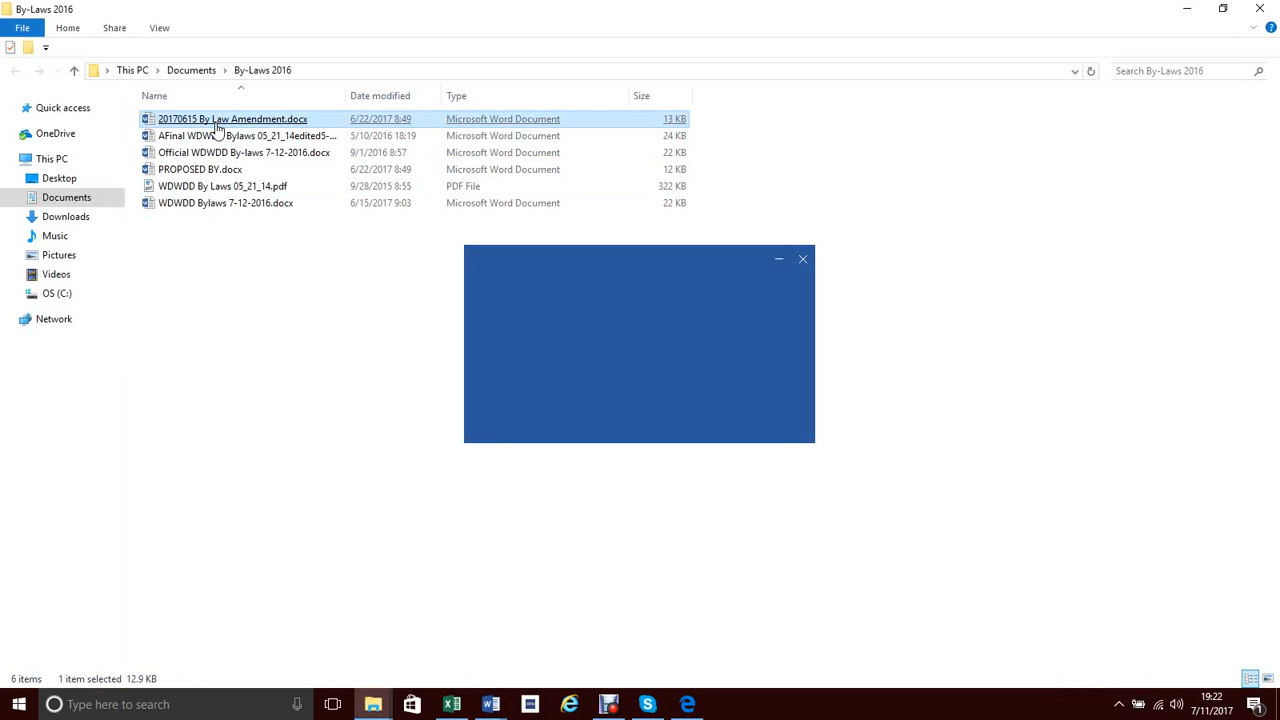 By-Laws 2016
File Home Share View
This PC Documents By-Laws 2016 Search By-Laws 2016
Name Date modified Type Size
20170615 By Law Amendment.docx 6/22/2017 8:49 Microsoft Word Document 13 KB
AFinal Bylaws 05_21_14edited5-... 5/10/2016 18:19 Microsoft Word Document 24 KB
Official WDWDD By-laws 7-12-2016.docx 9/1/2016 8:57 Microsoft Word Document 22 KB
PROPOSED BY.docx 6/22/2017 8:49 Microsoft Word Document 12 KB
WDWDD By Laws 05_21_14.pdf 9/28/2015 8:55 PDF File 322 KB
WDWDD Bylaws 7-12-2016.docx 6/15/2017 9:03 Microsoft Word Document 22 KB
Quick access
OneDrive
This PC
Desktop
Documents
Downloads
Music
Pictures
Videos
OS (C:)
Network
6 items 1 item selected 12.9 KB
Type here to search
19:22
7/11/2017